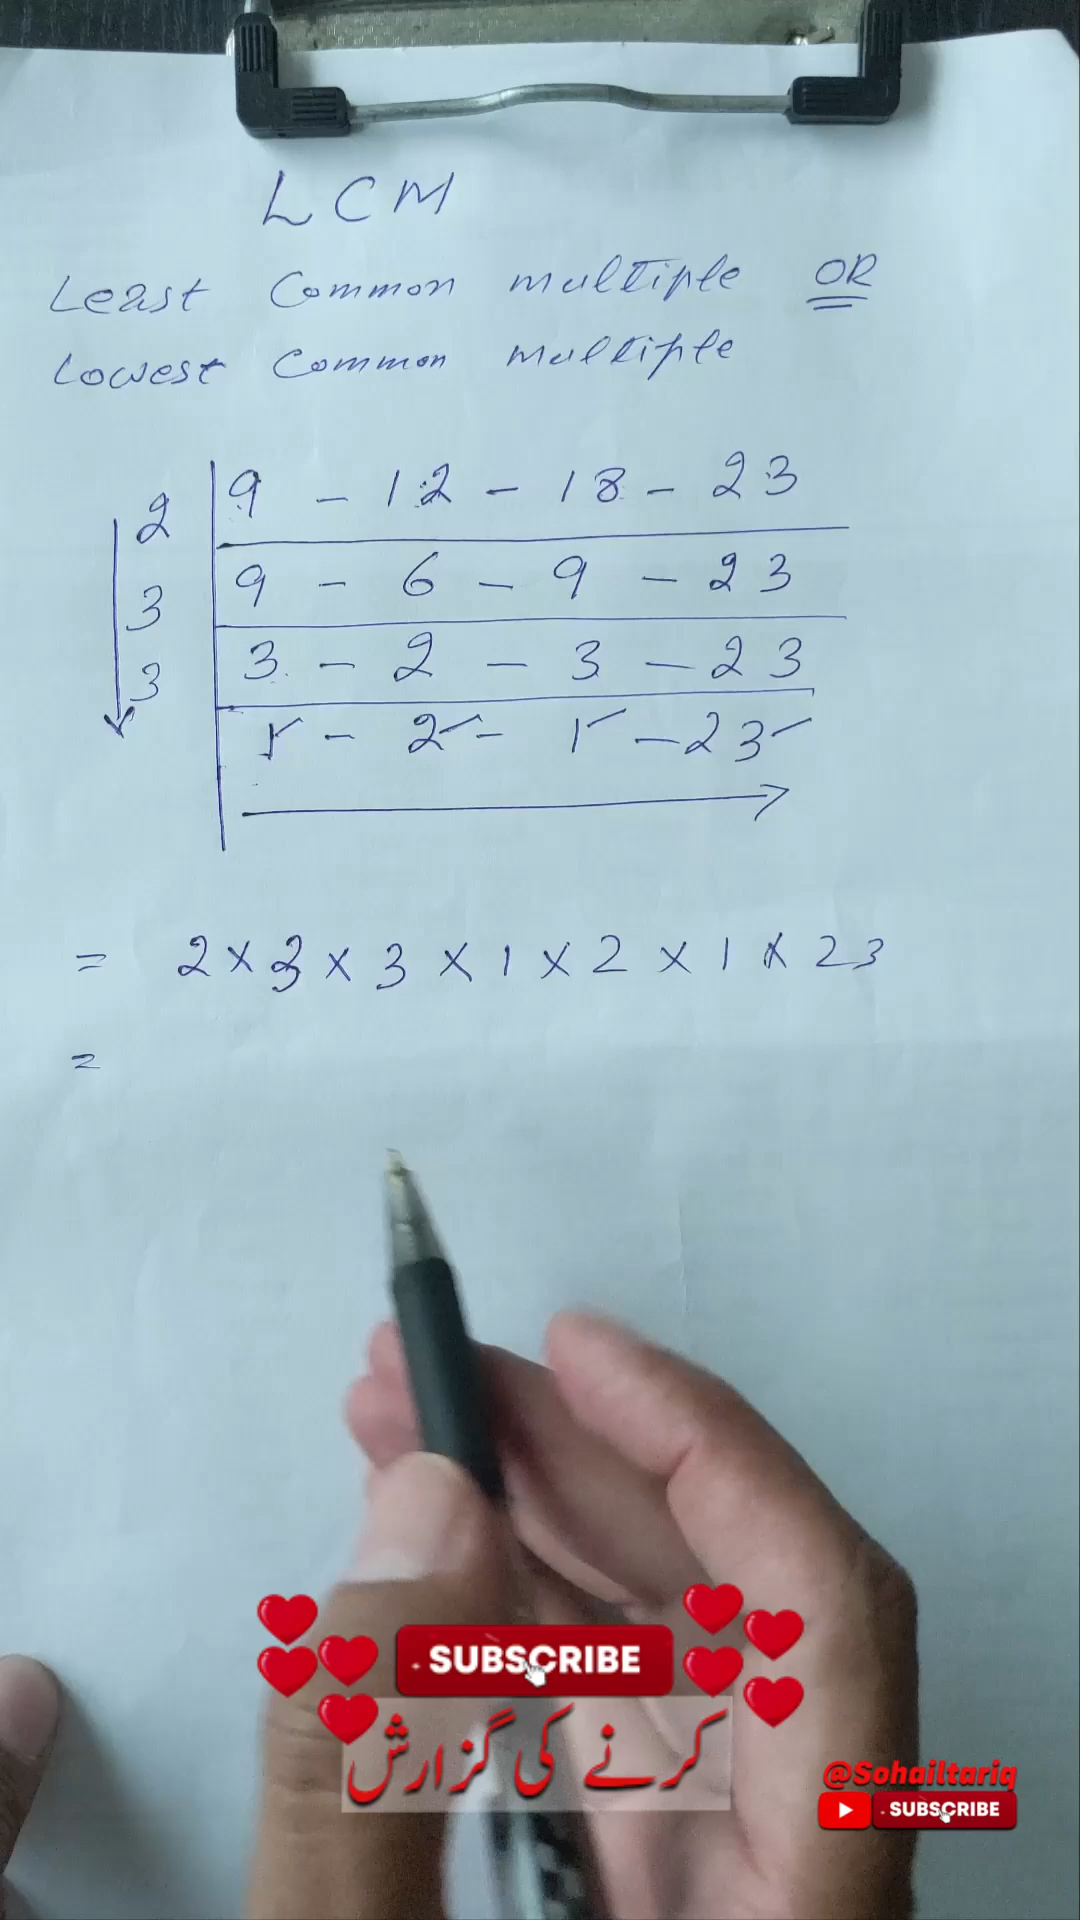 LCM
Least Common multiple OR
Lowest Common multiple
2 9 - 12 - 18 - 23
3 9 - 6 - 9 - 23
3 3 - 2 - 3 - 23
1 - 2 - 1 - 23
= 2 × 3 × 3 × 1 × 2 × 1 × 23
=
SUBSCRIBE
کرنے کی گزارش
@Sohailtariq
SUBSCRIBE